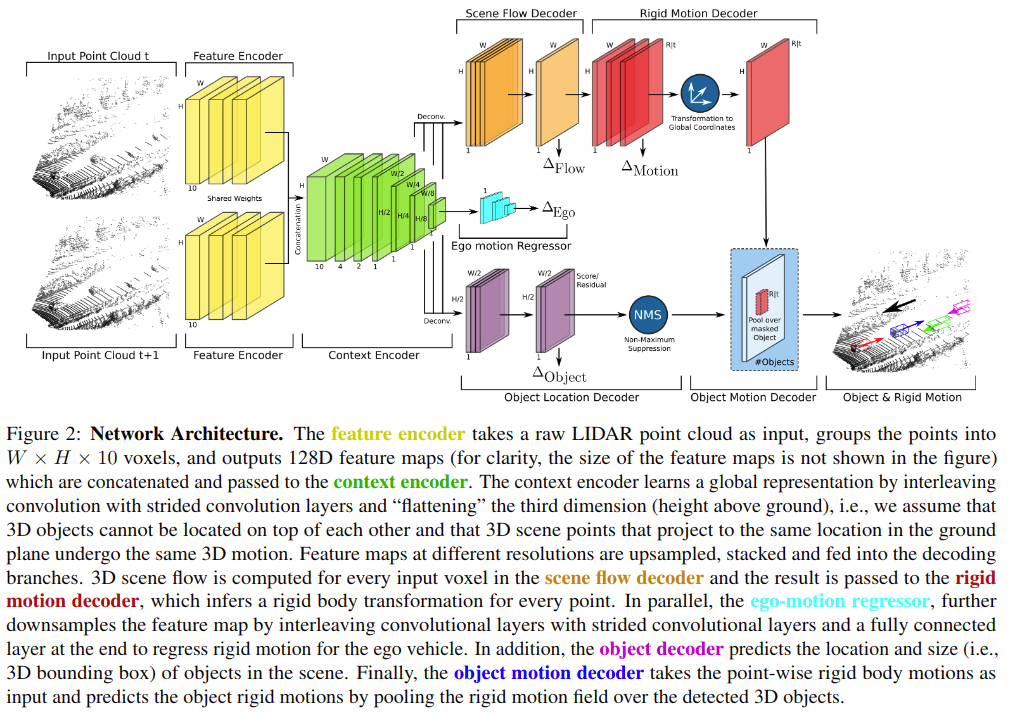 Scene Flow Decoder
Rigid Motion Decoder
Input Point Cloud t
Feature Encoder
W
H
10
Shared Weights
W
H
10
Input Point Cloud t+1
Feature Encoder
Concatenation
H
W
W/2
W/4
W/8
H/2
H/4
H/8
10
4
2
1
1
1
1
Context Encoder
Deconv.
Deconv.
W
H
1
W
H
1
Δ_Flow
W
R|t
H
1
Δ_Motion
Transformation to
Global Coordinates
W
R|t
H
1
1
Δ_Ego
Ego motion Regressor
W/2
H/2
1
W/2
H/2
1
Score/
Residual
Δ_Object
NMS
Non-Maximum
Suppression
R|t
Pool over
masked
Object
#Objects
Object Location Decoder
Object Motion Decoder
Object & Rigid Motion
Figure 2: Network Architecture. The feature encoder takes a raw LIDAR point cloud as input, groups the points into
W × H × 10 voxels, and outputs 128D feature maps (for clarity, the size of the feature maps is not shown in the figure)
which are concatenated and passed to the context encoder. The context encoder learns a global representation by interleaving
convolution with strided convolution layers and “flattening” the third dimension (height above ground), i.e., we assume that
3D objects cannot be located on top of each other and that 3D scene points that project to the same location in the ground
plane undergo the same 3D motion. Feature maps at different resolutions are upsampled, stacked and fed into the decoding
branches. 3D scene flow is computed for every input voxel in the scene flow decoder and the result is passed to the rigid
motion decoder, which infers a rigid body transformation for every point. In parallel, the ego-motion regressor, further
downsamples the feature map by interleaving convolutional layers with strided convolutional layers and a fully connected
layer at the end to regress rigid motion for the ego vehicle. In addition, the object decoder predicts the location and size (i.e.,
3D bounding box) of objects in the scene. Finally, the object motion decoder takes the point-wise rigid body motions as
input and predicts the object rigid motions by pooling the rigid motion field over the detected 3D objects.